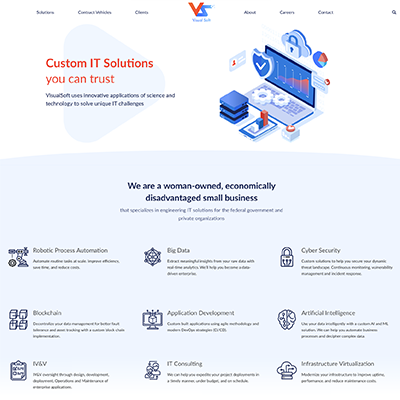 Solutions
Contract Vehicles
Clients
VS
Visual Soft
About
Careers
Contact
Custom IT Solutions
you can trust
VisualSoft uses innovative applications of science and
technology to solve unique IT challenges
We are a woman-owned, economically
disadvantaged small business
that specializes in engineering IT solutions for the federal government and
private organizations
Robotic Process Automation
Automate routine tasks at scale, improve efficiency,
save time, and reduce costs.
Big Data
Extract meaningful insights from your raw data with
real-time analytics. We'll help you become a data-
driven enterprise.
Cyber Security
Custom solutions to help you secure your dynamic
threat landscape. Continuous monitoring, vulnerability
management and incident response.
Blockchain
Decentralize data management for better fault
tolerance and asset tracking with a custom block chain
implementation.
Application Development
Custom built applications using agile methodology and
modern DevOps strategies (CI/CD).
Artificial Intelligence
Use your data intelligently with a custom AI and ML
solution. We can help you automate business
processes and decipher complex data.
IV&V
IV&V oversight through design, development,
deployment, Operations and Maintenance of
enterprise applications.
IT Consulting
We can help you expedite your project deployments in
a timely manner, under budget, and on schedule.
Infrastructure Virtualization
Modernize your infrastructure to improve uptime,
performance, and reduce maintenance costs.